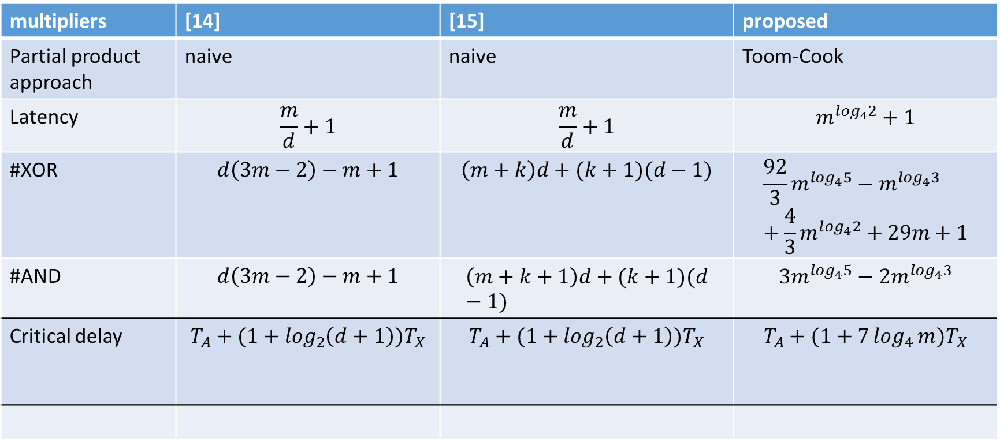 multipliers [14] [15] proposed
Partial product approach naive naive Toom-Cook
Latency $\frac{m}{d} + 1$ $\frac{m}{d} + 1$ $m^{log_4 2} + 1$
#XOR $d(3m - 2) - m + 1$ $(m + k)d + (k + 1)(d - 1)$ $\frac{92}{3}m^{log_4 5} - m^{log_4 3} + \frac{4}{3}m^{log_4 2} + 29m + 1$
#AND $d(3m - 2) - m + 1$ $(m + k + 1)d + (k + 1)(d - 1)$ $3m^{log_4 5} - 2m^{log_4 3}$
Critical delay $T_A + (1 + log_2(d + 1))T_X$ $T_A + (1 + log_2(d + 1))T_X$ $T_A + (1 + 7 log_4 m)T_X$